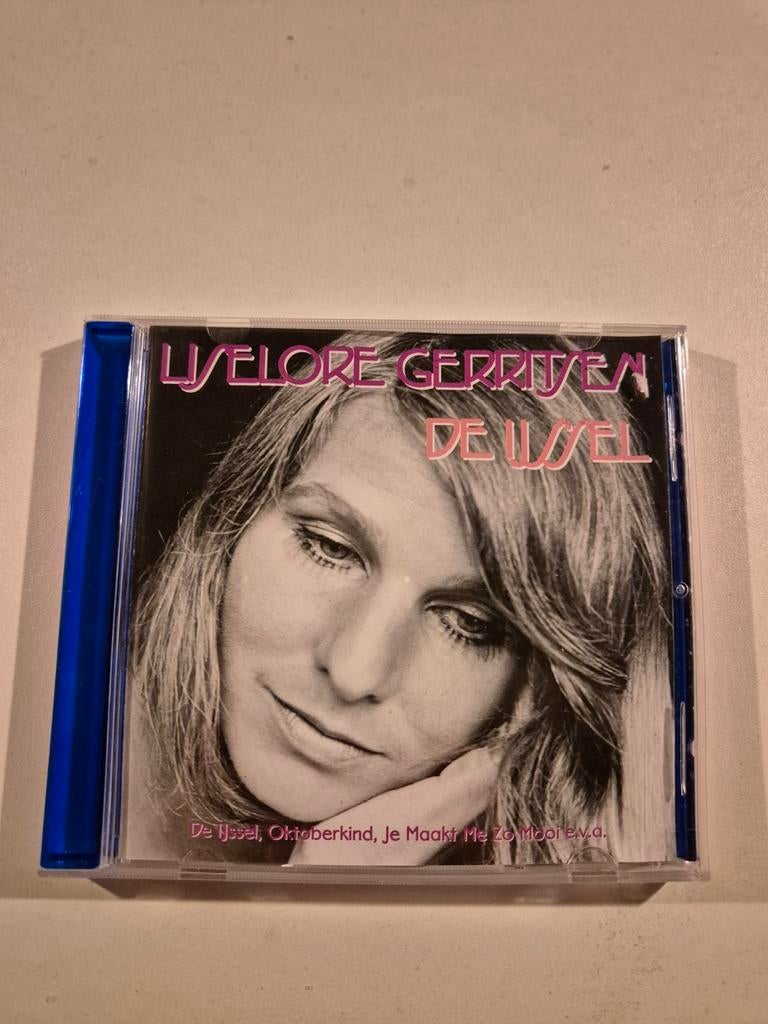 LISELORE GERRITSEN
DE IJSSEL
De IJssel, Oktoberkind, Je Maakt Me Zo Mooi e.v.a.